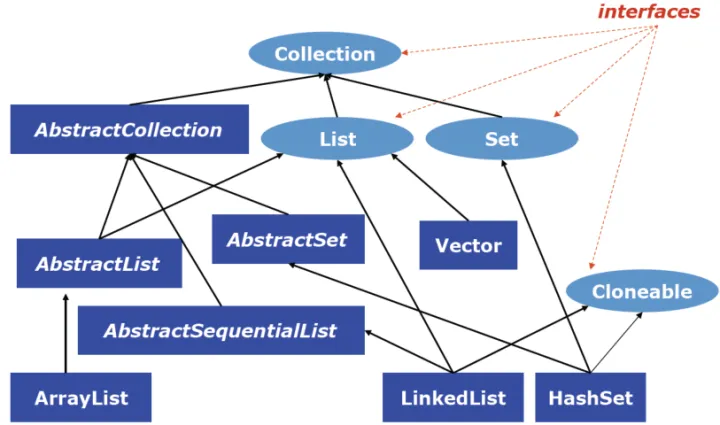 interfaces
Collection
AbstractCollection
List
Set
AbstractSet
Vector
AbstractList
Cloneable
AbstractSequentialList
ArrayList
LinkedList
HashSet